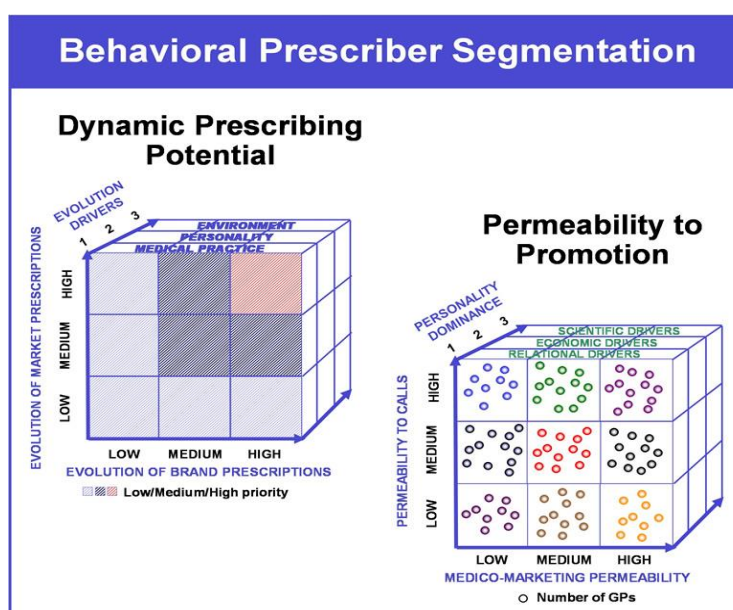 Behavioral Prescriber Segmentation
Dynamic Prescribing
Potential
EVOLUTION
DRIVERS
1 2 3
ENVIRONMENT
PERSONALITY
MEDICAL PRACTICE
EVOLUTION OF MARKET PRESCRIPTIONS
HIGH
MEDIUM
LOW
LOW MEDIUM HIGH
EVOLUTION OF BRAND PRESCRIPTIONS
Low/Medium/High priority
Permeability to
Promotion
PERSONALITY
DOMINANCE
1 2 3
SCIENTIFIC DRIVERS
ECONOMIC DRIVERS
RELATIONAL DRIVERS
PERMEABILITY TO CALLS
HIGH
MEDIUM
LOW
LOW MEDIUM HIGH
MEDICO-MARKETING PERMEABILITY
Number of GPs